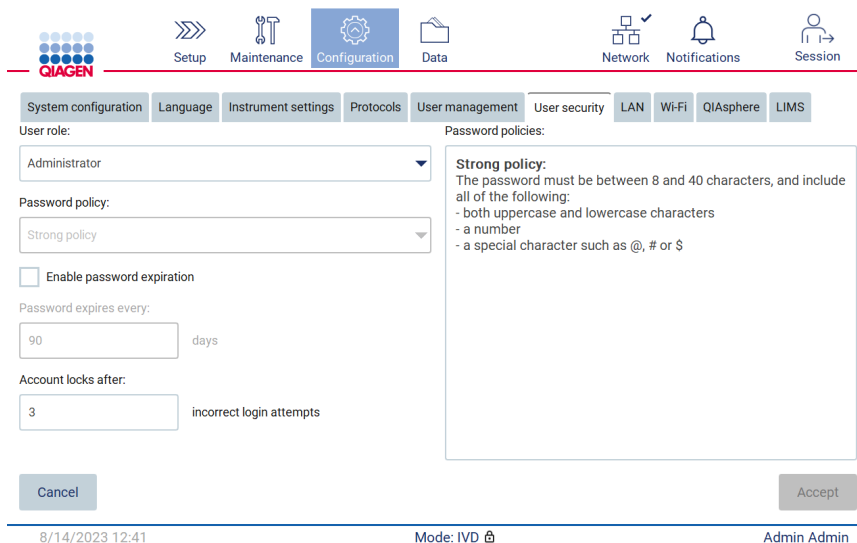 QIAGEN
Setup
Maintenance
Configuration
Data
Network
Notifications
Session
System configuration
Language
Instrument settings
Protocols
User management
User security
LAN
Wi-Fi
QIAsphere
LIMS
User role:
Administrator
Password policy:
Strong policy
Enable password expiration
Password expires every:
90 days
Account locks after:
3 incorrect login attempts
Password policies:
Strong policy:
The password must be between 8 and 40 characters, and include
all of the following:
- both uppercase and lowercase characters
- a number
- a special character such as @, # or $
Cancel
Accept
8/14/2023 12:41
Mode: IVD
Admin Admin